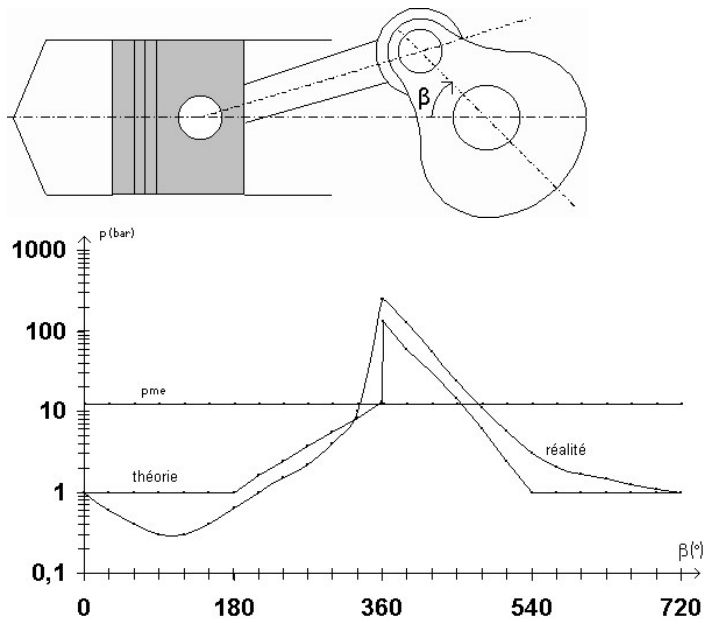 β
p (bar)
1000
100
pme
10
théorie
réalité
1
β(°)
0,1
0 180 360 540 720